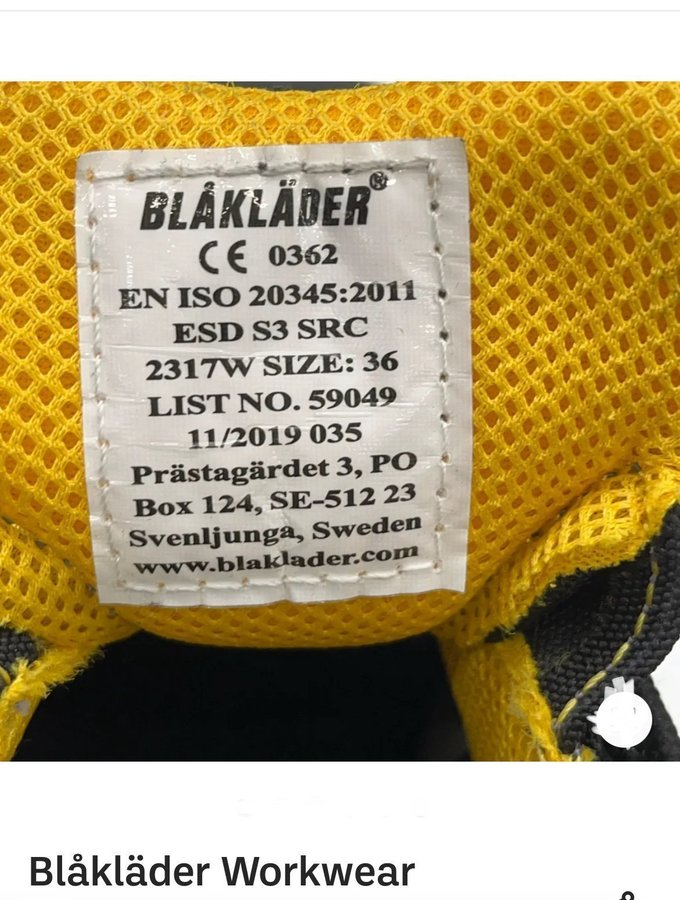 BLÅKLÄDER®
CE 0362
EN ISO 20345:2011
ESD S3 SRC
2317W SIZE: 36
LIST NO. 59049
11/2019 035
Prästagärdet 3, PO
Box 124, SE-512 23
Svenljunga, Sweden
www.blaklader.com
Blåkläder Workwear